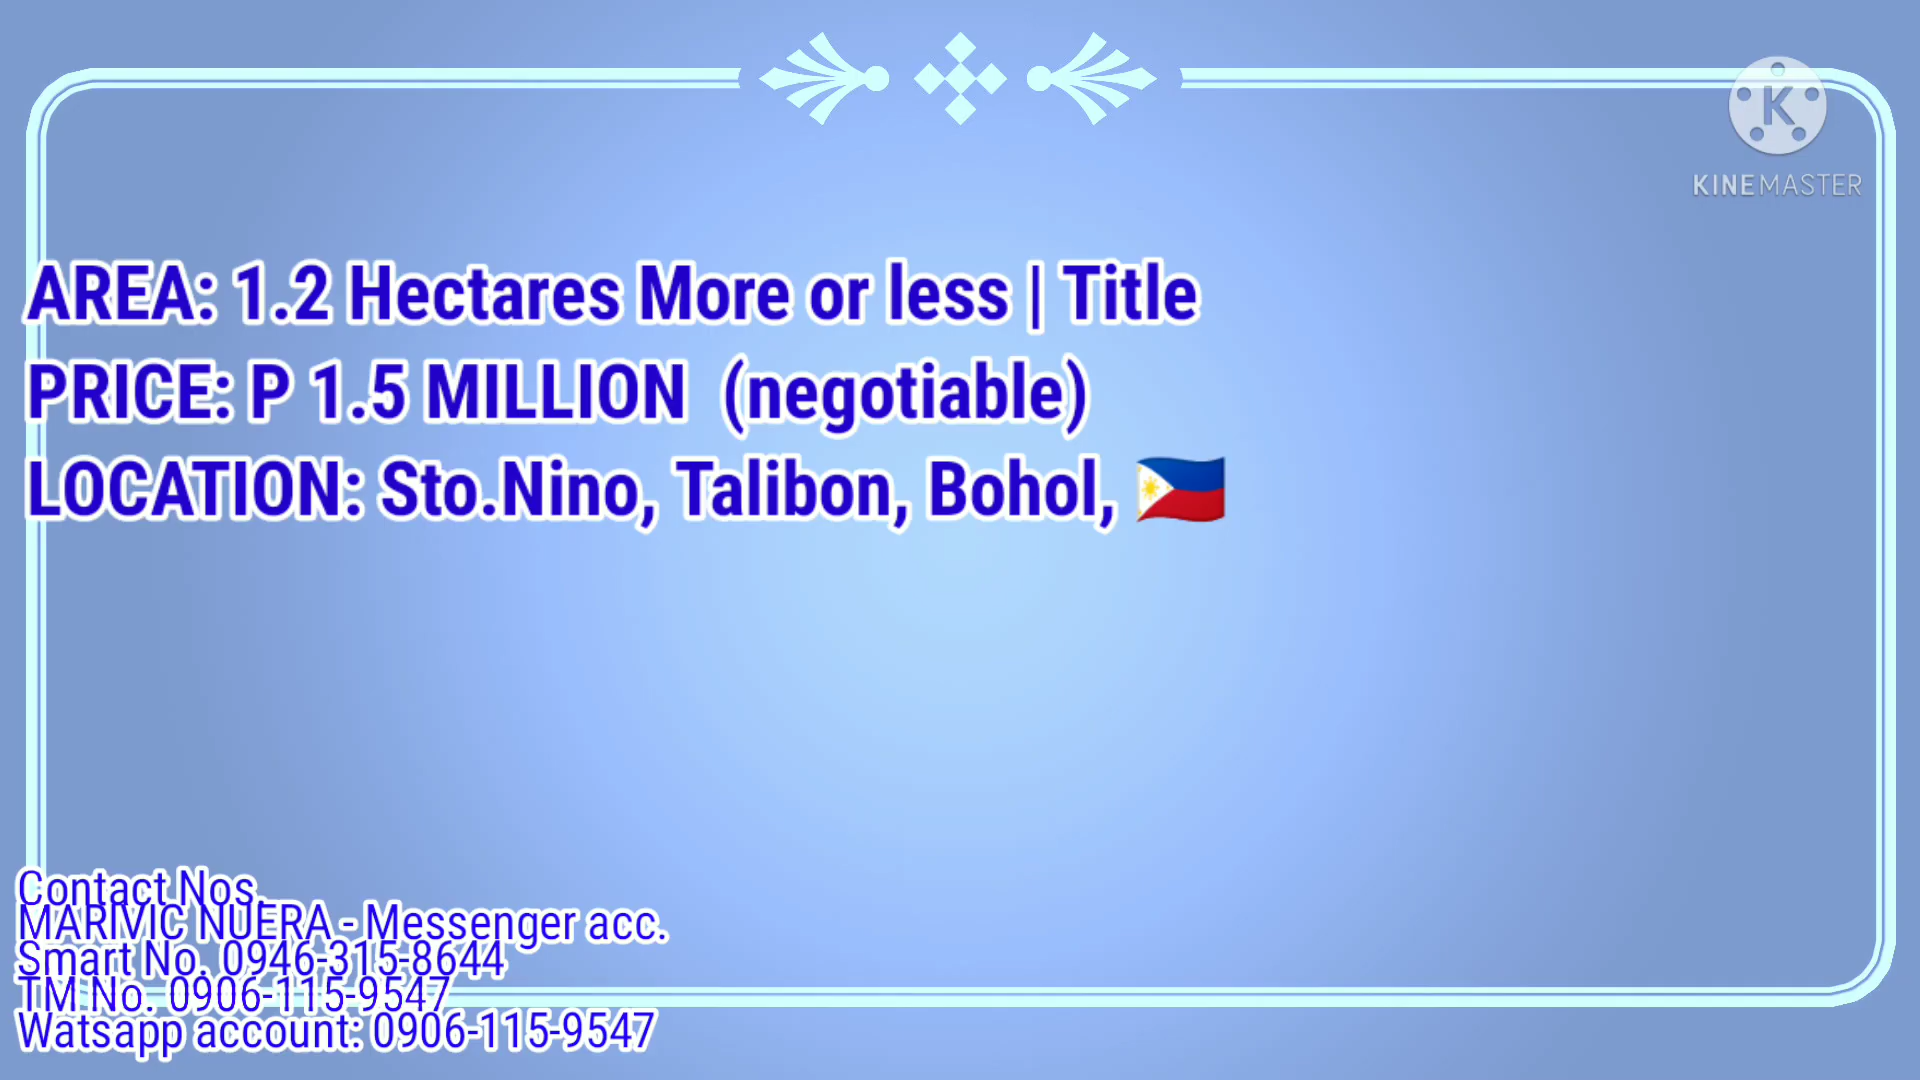 KINEMASTER
AREA: 1.2 Hectares More or less | Title
PRICE: P 1.5 MILLION (negotiable)
LOCATION: Sto.Nino, Talibon, Bohol, 🇵🇭
Contact Nos.
MARIVIC NUERA - Messenger acc.
Smart No. 0946-315-8644
TM No. 0906-115-9547
Watsapp account: 0906-115-9547